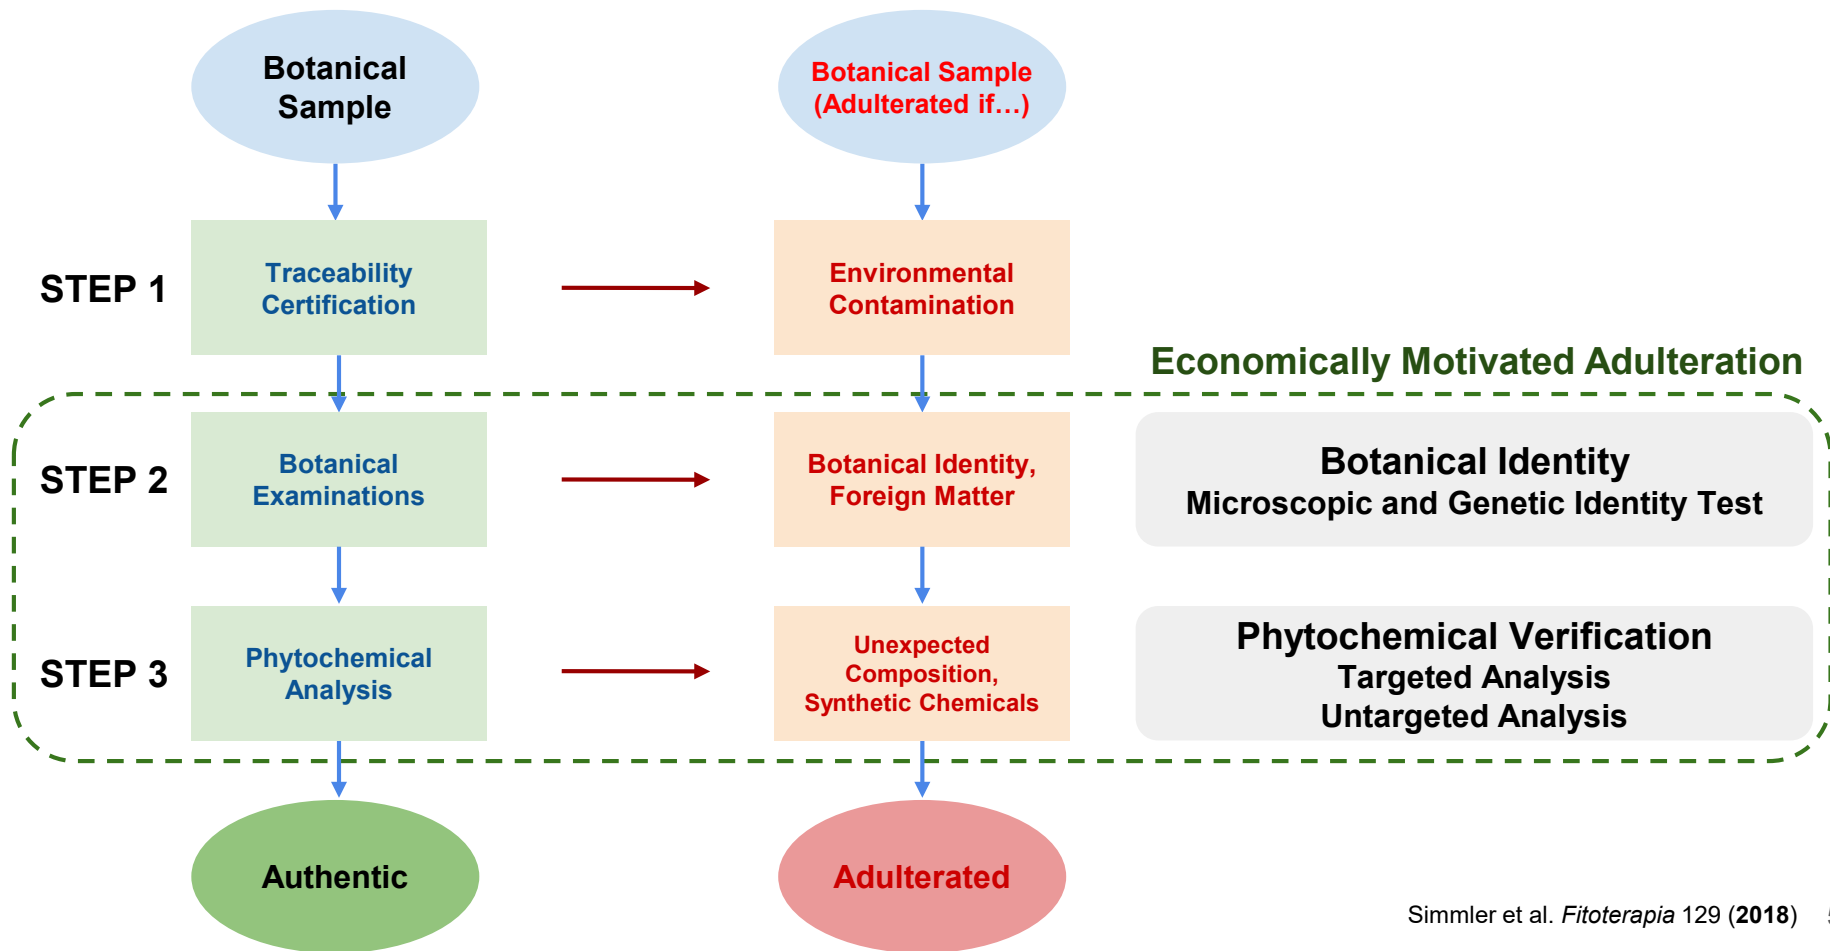 Botanical
Sample
Botanical Sample
(Adulterated if…)
STEP 1
Traceability
Certification
Environmental
Contamination
Economically Motivated Adulteration
STEP 2
Botanical
Examinations
Botanical Identity,
Foreign Matter
Botanical Identity
Microscopic and Genetic Identity Test
STEP 3
Phytochemical
Analysis
Unexpected
Composition,
Synthetic Chemicals
Phytochemical Verification
Targeted Analysis
Untargeted Analysis
Authentic
Adulterated
Simmler et al. Fitoterapia 129 (2018)